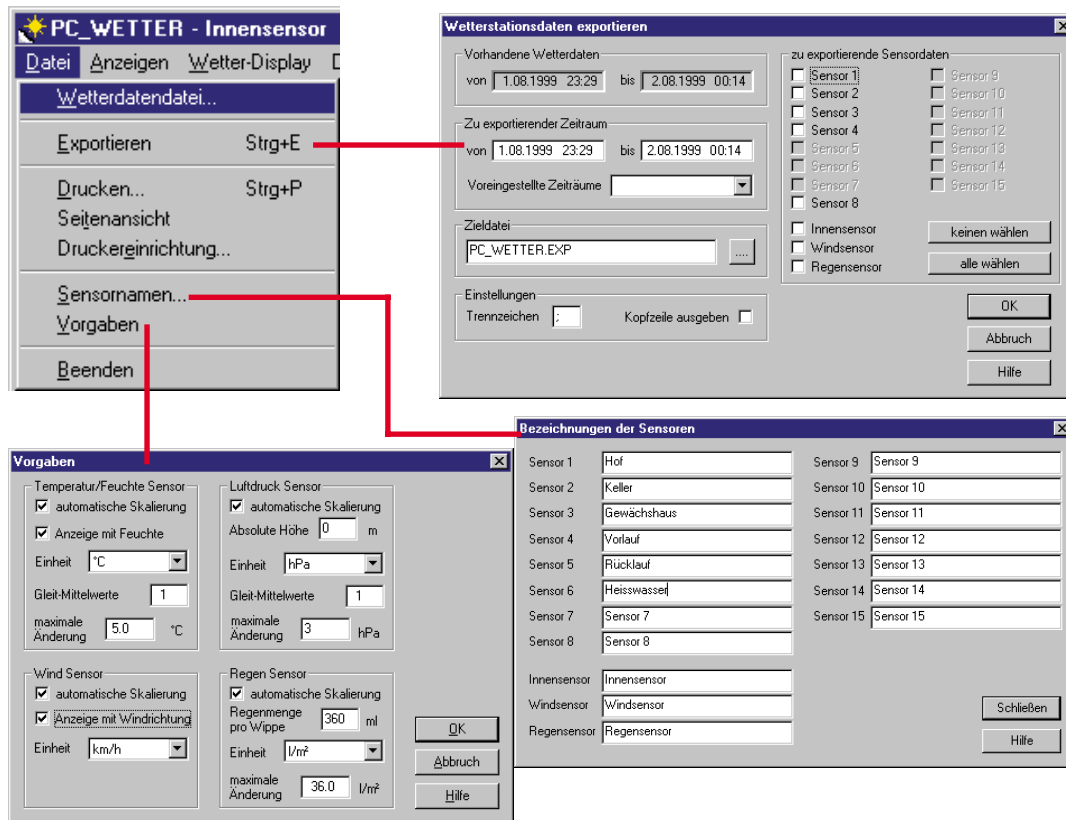 PC_WETTER - Innensensor
Datei Anzeigen Wetter-Display
Wetterdatendatei...
Exportieren Strg+E
Drucken... Strg+P
Seitenansicht
Druckereinrichtung...
Sensornamen...
Vorgaben
Beenden
Wetterstationsdaten exportieren
Vorhandene Wetterdaten
von 1.08.1999 23:29 bis 2.08.1999 00:14
Zu exportierender Zeitraum
von 1.08.1999 23:29 bis 2.08.1999 00:14
Voreingestellte Zeiträume
Zieldatei
PC_WETTER.EXP ....
Einstellungen
Trennzeichen ; Kopfzeile ausgeben
zu exportierende Sensordaten
Sensor 1 Sensor 9
Sensor 2 Sensor 10
Sensor 3 Sensor 11
Sensor 4 Sensor 12
Sensor 5 Sensor 13
Sensor 6 Sensor 14
Sensor 7 Sensor 15
Sensor 8
Innensensor keinen wählen
Windsensor
Regensensor alle wählen
OK
Abbruch
Hilfe
Vorgaben
Temperatur/Feuchte Sensor
automatische Skalierung
Anzeige mit Feuchte
Einheit °C
Gleit-Mittelwerte 1
maximale
Änderung 5.0 °C
Luftdruck Sensor
automatische Skalierung
Absolute Höhe 0 m
Einheit hPa
Gleit-Mittelwerte 1
maximale
Änderung 3 hPa
Wind Sensor
automatische Skalierung
Anzeige mit Windrichtung
Einheit km/h
Regen Sensor
automatische Skalierung
Regenmenge
pro Wippe 360 ml
Einheit l/m²
maximale
Änderung 36.0 l/m²
OK
Abbruch
Hilfe
Bezeichnungen der Sensoren
Sensor 1 Hof Sensor 9 Sensor 9
Sensor 2 Keller Sensor 10 Sensor 10
Sensor 3 Gewächshaus Sensor 11 Sensor 11
Sensor 4 Vorlauf Sensor 12 Sensor 12
Sensor 5 Rücklauf Sensor 13 Sensor 13
Sensor 6 Heisswasser Sensor 14 Sensor 14
Sensor 7 Sensor 7 Sensor 15 Sensor 15
Sensor 8 Sensor 8
Innensensor Innensensor
Windsensor Windsensor
Regensensor Regensensor
Schließen
Hilfe